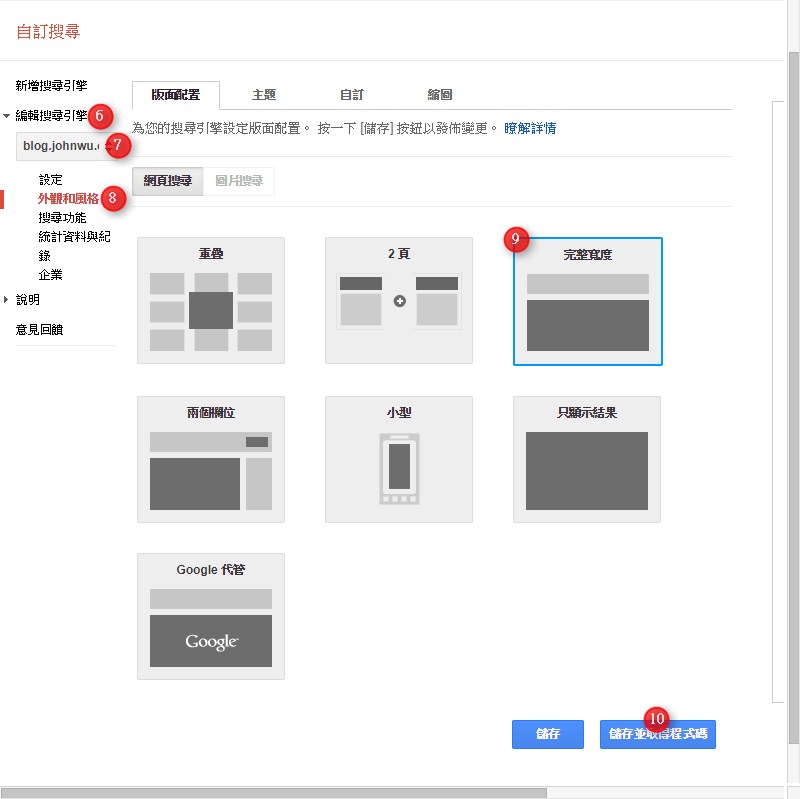 自訂搜尋
新增搜尋引擎
編輯搜尋引擎 6
blog.johnwu. 7
設定
外觀和風格 8
搜尋功能
統計資料與紀
錄
企業
說明
意見回饋
版面配置 主題 自訂 縮圖
為您的搜尋引擎設定版面配置。 按一下 [儲存] 按鈕以發佈變更。 瞭解詳情
網頁搜尋 圖片搜尋
重疊
2 頁
9
完整寬度
兩個欄位
小型
只顯示結果
Google 代管
Google
儲存
10
儲存並取得程式碼